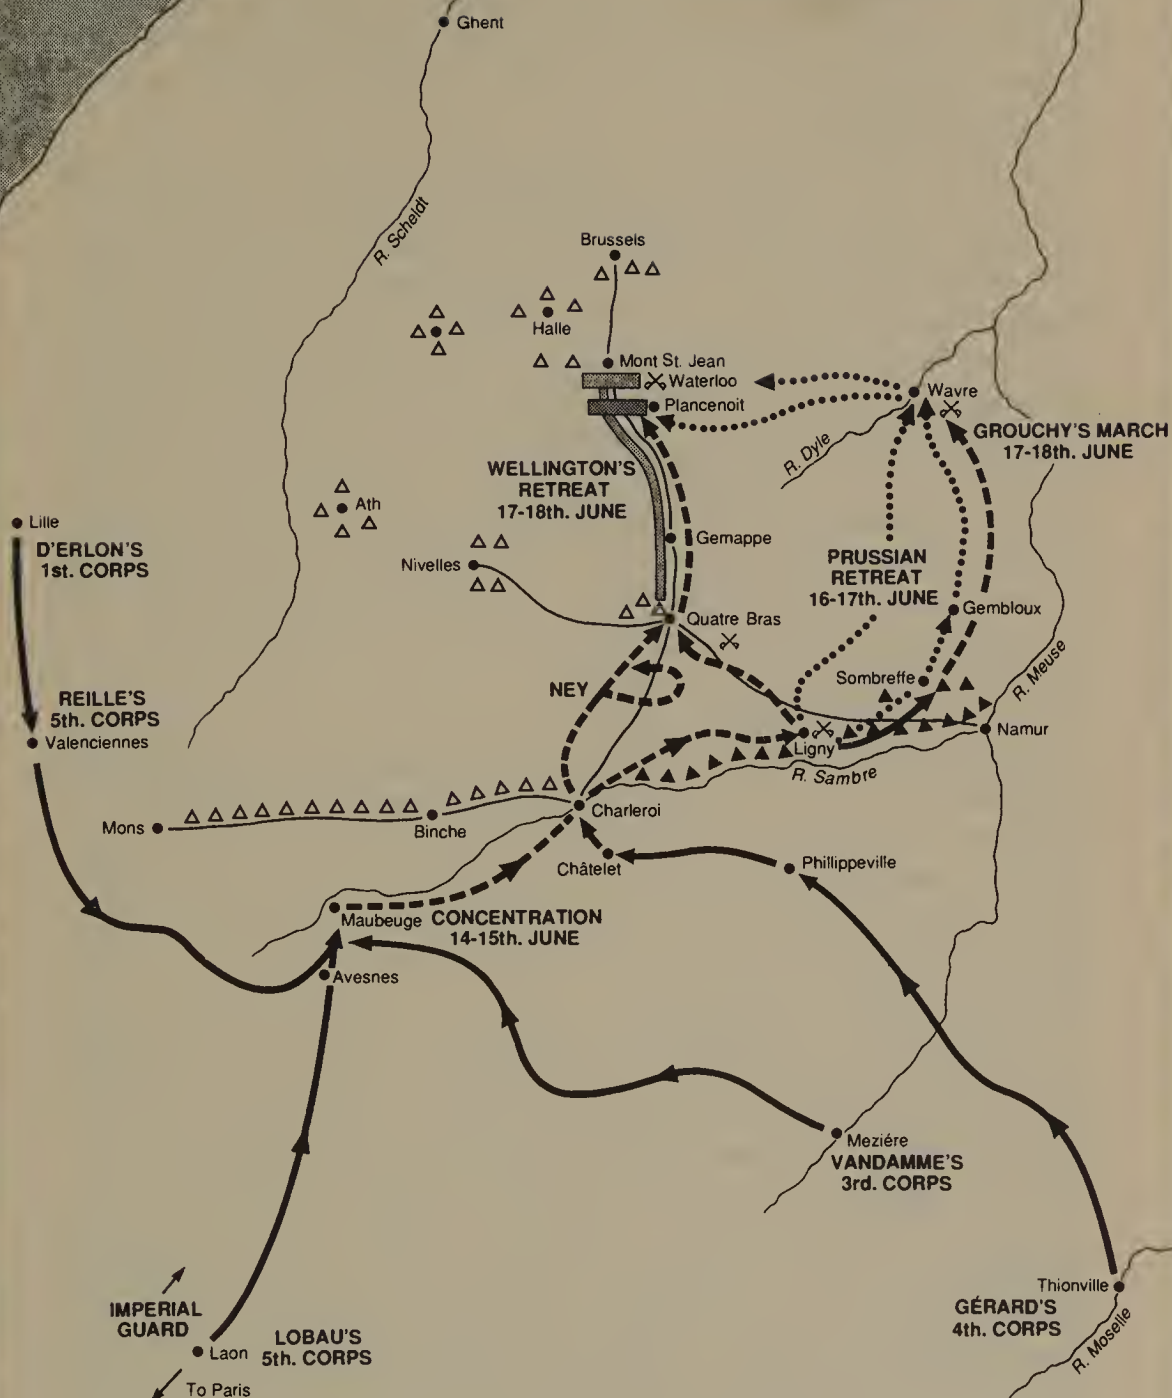 Ghent
R. Scheldt
Brussels
Halle
Mont St. Jean
Waterloo
Plancenoit
Wavre
R. Dyle
GROUCHY'S MARCH
17-18th. JUNE
WELLINGTON'S
RETREAT
17-18th. JUNE
Ath
Lille
D'ERLON'S
1st. CORPS
Nivelles
Gemappe
PRUSSIAN
RETREAT
16-17th. JUNE
Gembloux
Quatre Bras
R. Meuse
NEY
Sombreffe
REILLE'S
5th. CORPS
Valenciennes
Ligny
Namur
R. Sambre
Mons
Binche
Charleroi
Châtelet
Phillippeville
Maubeuge
CONCENTRATION
14-15th. JUNE
Avesnes
Meziére
VANDAMME'S
3rd. CORPS
Thionville
GÉRARD'S
4th. CORPS
R. Moselle
IMPERIAL
GUARD
Laon
LOBAU'S
5th. CORPS
To Paris